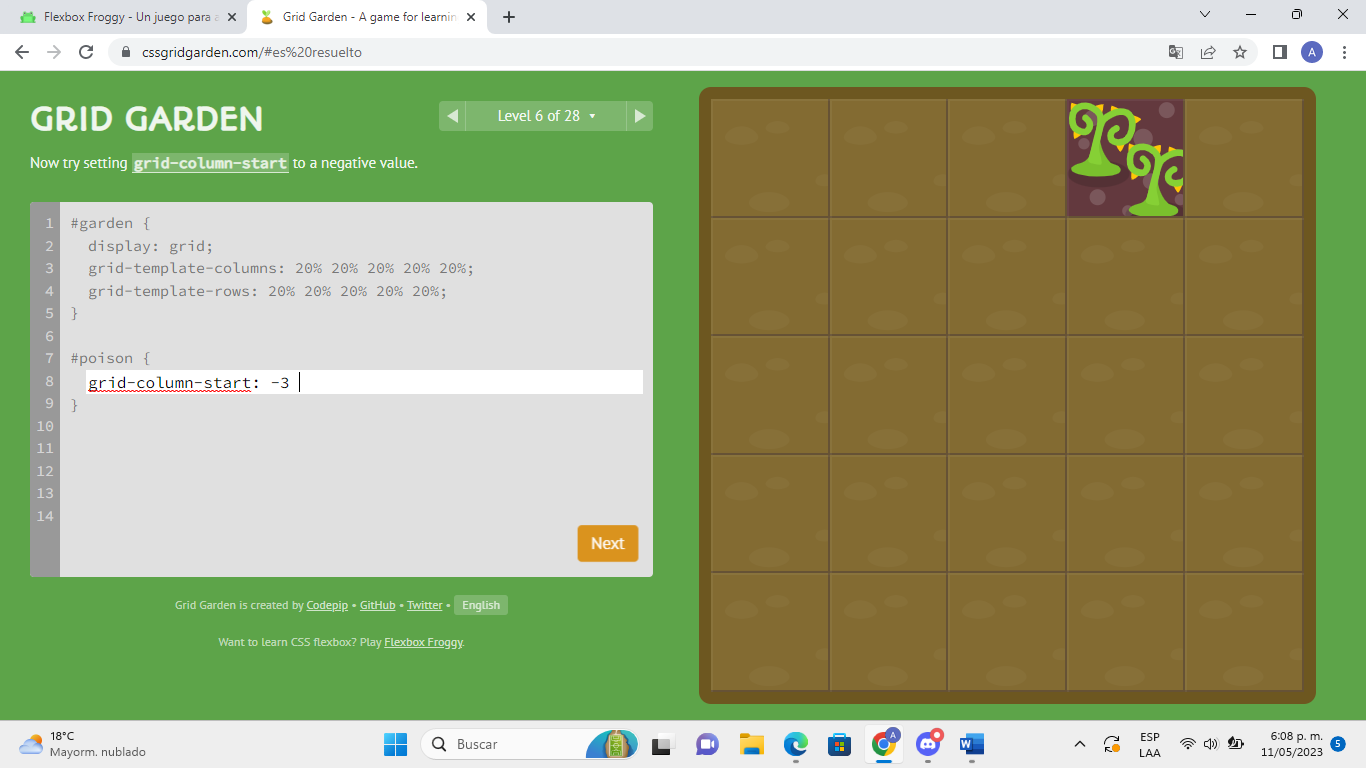 Flexbox Froggy - Un juego para a
Grid Garden - A game for learnin
cssgridgarden.com/#es%20resuelto
A
GRID GARDEN
Level 6 of 28
Now try setting grid-column-start to a negative value.
1 #garden {
2 display: grid;
3 grid-template-columns: 20% 20% 20% 20% 20%;
4 grid-template-rows: 20% 20% 20% 20% 20%;
5 }
6
7 #poison {
8 grid-column-start: -3
9 }
10
11
12
13
14
Next
Grid Garden is created by Codepip • GitHub • Twitter • English
Want to learn CSS flexbox? Play Flexbox Froggy.
18°C
Mayorm. nublado
Buscar
A
W
ESP
LAA
6:08 p. m.
11/05/2023
5